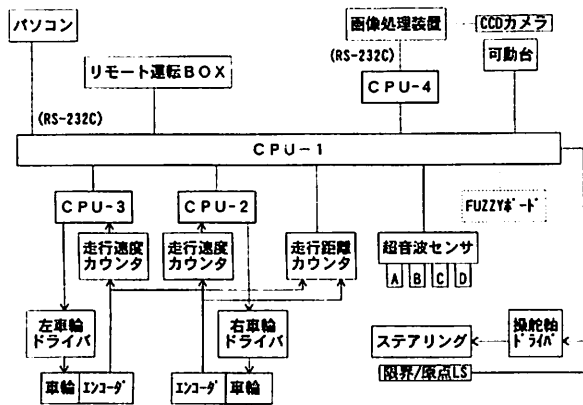 パソコン
画像処理装置
CCDカメラ
リモート運転BOX
(RS-232C)
可動台
CPU-4
(RS-232C)
CPU-1
CPU-3
CPU-2
FUZZYボード
走行速度
カウンタ
走行速度
カウンタ
走行距離
カウンタ
超音波センサ
A B C D
左車輪
ドライバ
右車輪
ドライバ
ステアリング
操舵軸
ドライバ
車輪 エンコーダ
エンコーダ 車輪
限界/原点LS